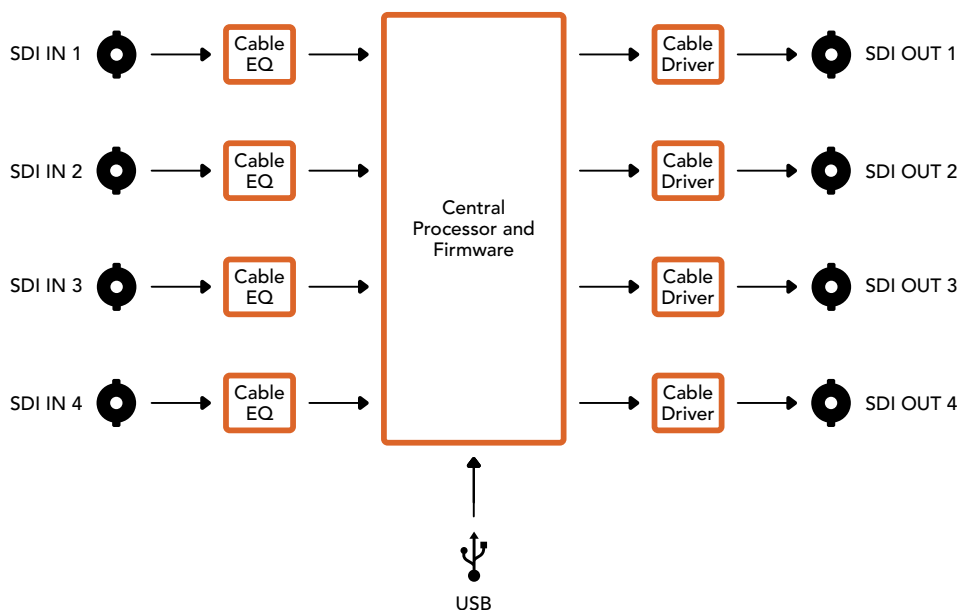 SDI IN 1
Cable
EQ
Cable
Driver
SDI OUT 1
SDI IN 2
Cable
EQ
Cable
Driver
SDI OUT 2
Central
Processor and
Firmware
SDI IN 3
Cable
EQ
Cable
Driver
SDI OUT 3
SDI IN 4
Cable
EQ
Cable
Driver
SDI OUT 4
USB